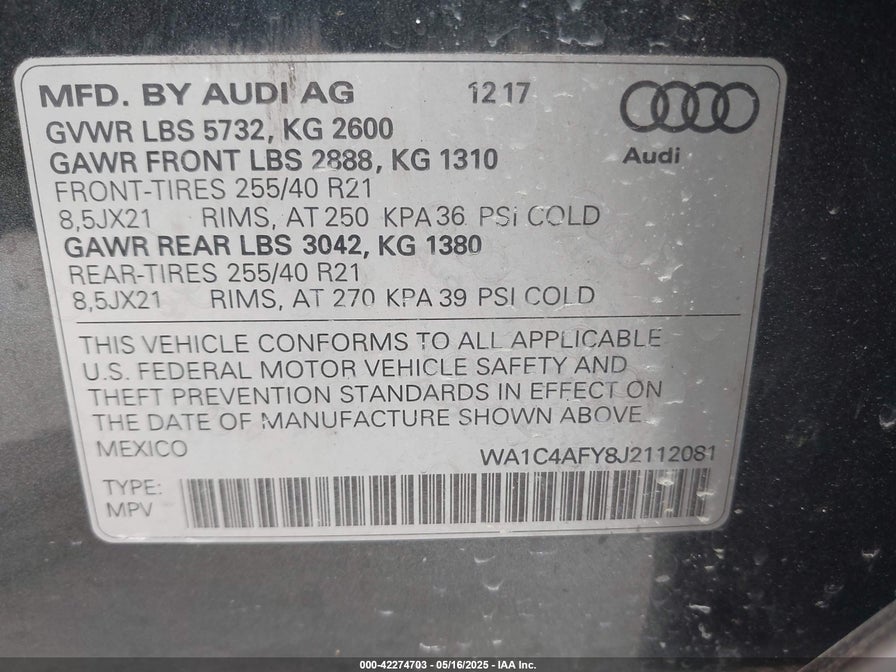 MFD. BY AUDI AG 12 17
GVWR LBS 5732, KG 2600
GAWR FRONT LBS 2888, KG 1310
Audi
FRONT-TIRES 255/40 R21
8,5JX21 RIMS, AT 250 KPA 36 PSI COLD
GAWR REAR LBS 3042, KG 1380
REAR-TIRES 255/40 R21
8,5JX21 RIMS, AT 270 KPA 39 PSI COLD
THIS VEHICLE CONFORMS TO ALL APPLICABLE
U.S. FEDERAL MOTOR VEHICLE SAFETY AND
THEFT PREVENTION STANDARDS IN EFFECT ON
THE DATE OF MANUFACTURE SHOWN ABOVE
MEXICO WA1C4AFY8J2112081
TYPE:
MPV
000-42274703 - 05/16/2025 - IAA Inc.